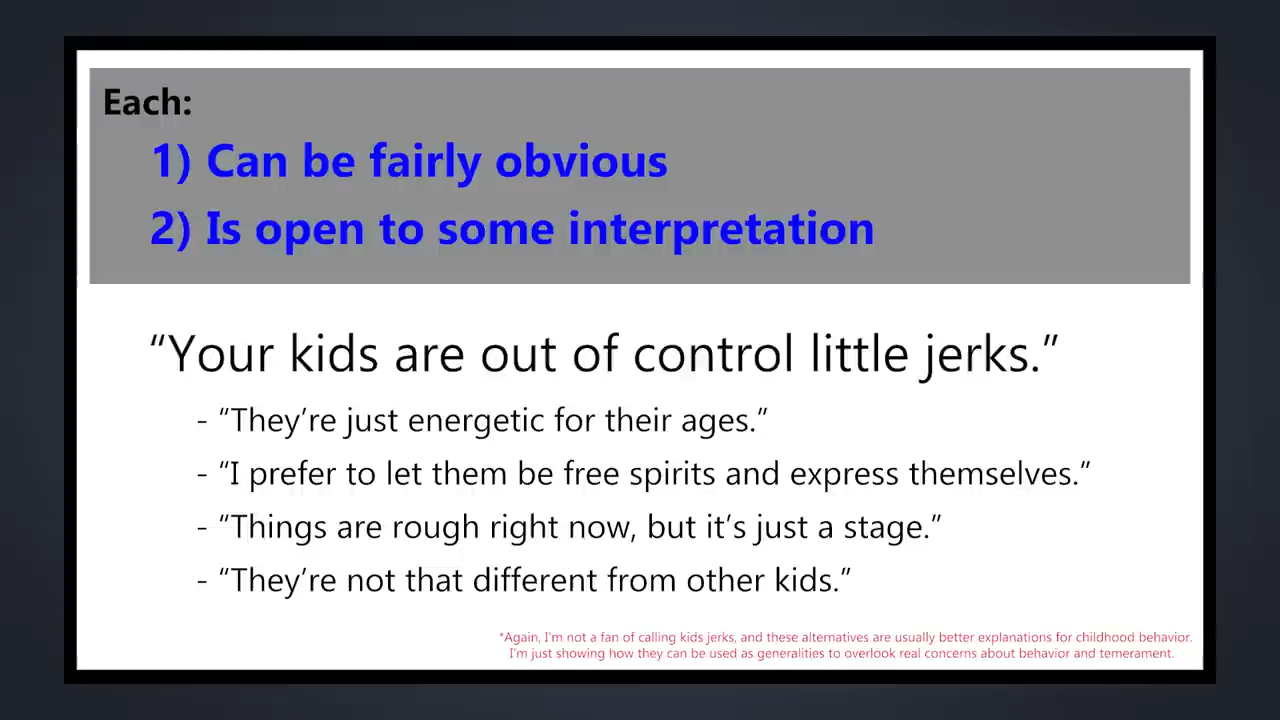 Each:
1) Can be fairly obvious
2) Is open to some interpretation
“Your kids are out of control little jerks.”
- “They’re just energetic for their ages.”
- “I prefer to let them be free spirits and express themselves.”
- “Things are rough right now, but it’s just a stage.”
- “They’re not that different from other kids.”
*Again, I’m not a fan of calling kids jerks, and these alternatives are usually better explanations for childhood behavior.
I’m just showing how they can be used as generalities to overlook real concerns about behavior and temerament.